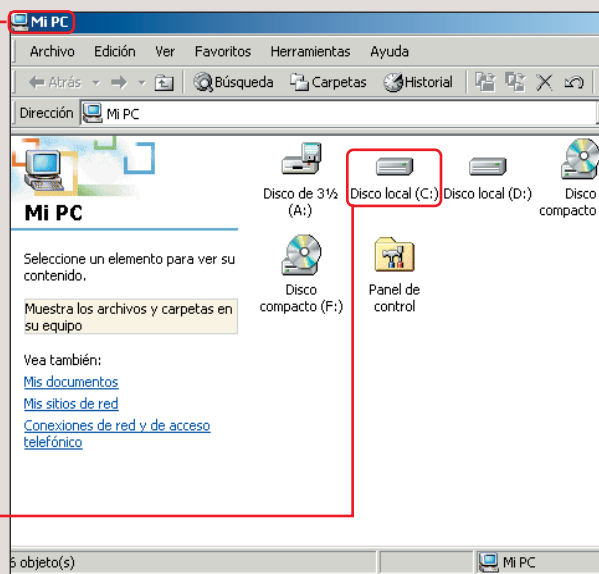 Mi PC
Archivo Edición Ver Favoritos Herramientas Ayuda
Atrás Búsqueda Carpetas Historial
Dirección Mi PC
Mi PC
Seleccione un elemento para ver su
contenido.
Muestra los archivos y carpetas en
su equipo
Vea también:
Mis documentos
Mis sitios de red
Conexiones de red y de acceso
telefónico
Disco de 3½
(A:)
Disco local (C:)
Disco local (D:)
Disco
compacto
Disco
compacto (F:)
Panel de
control
objeto(s)
Mi PC